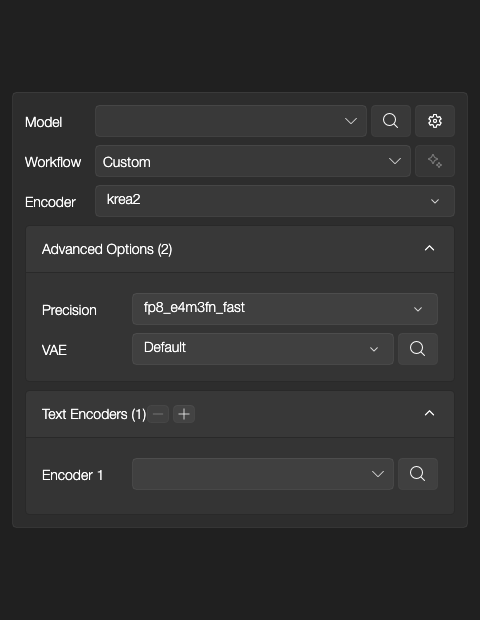 Model
Workflow Custom
Encoder krea2
Advanced Options (2)
Precision fp8_e4m3fn_fast
VAE Default
Text Encoders (1)
Encoder 1